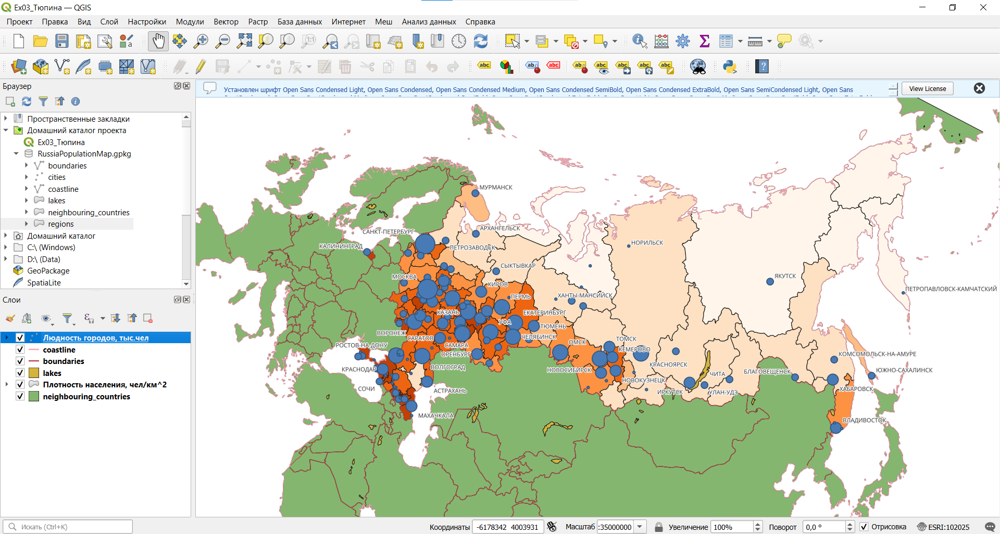 Ex03_Тюпина — QGIS
Проект Правка Вид Слой Настройки Модули Вектор Растр База данных Интернет Меш Анализ данных Справка
Браузер
Пространственные закладки
Домашний каталог проекта
Ex03_Тюпина
RussiaPopulationMap.gpkg
boundaries
cities
coastline
lakes
neighbouring_countries
regions
Домашний каталог
C:\ (Windows)
D:\ (Data)
GeoPackage
SpatiaLite
Слои
Людность городов, тыс.чел
coastline
boundaries
lakes
Плотность населения, чел/км^2
neighbouring_countries
Установлен шрифт Open Sans Condensed Light, Open Sans Condensed, Open Sans Condensed Medium, Open Sans Condensed SemiBold, Open Sans Condensed ExtraBold, Open Sans SemiCondensed Light, Open Sans
View License
МУРМАНСК
АРХАНГЕЛЬСК
САНКТ-ПЕТЕРБУРГ
КАЛИНИНГРАД
ПЕТРОЗАВОДСК
НОРИЛЬСК
СЫКТЫВКАР
МОСКВА
КИРОВ
ЯКУТСК
ПЕТРОПАВЛОВСК-КАМЧАТСКИЙ
ПЕРМЬ
ХАНТЫ-МАНСИЙСК
КАЗАНЬ
ЕКАТЕРИНБУРГ
УФА
ТЮМЕНЬ
ВОРОНЕЖ
САРАТОВ
ЧЕЛЯБИНСК
ОМСК
ТОМСК
РОСТОВ-НА-ДОНУ
САМАРА
КЕМЕРОВО
ОРЕНБУРГ
КОМСОМОЛЬСК-НА-АМУРЕ
КРАСНОДАР
ВОЛГОГРАД
НОВОСИБИРСК
КРАСНОЯРСК
ЧИТА
БЛАГОВЕЩЕНСК
ЮЖНО-САХАЛИНСК
НОВОКУЗНЕЦК
СОЧИ
АСТРАХАНЬ
ИРКУТСК
УЛАН-УДЭ
ХАБАРОВСК
МАХАЧКАЛА
ВЛАДИВОСТОК
Искать (Ctrl+K)
Координаты -6178342 4003931 Масштаб :35000000 Увеличение 100% Поворот 0,0 ° Отрисовка ESRI:102025